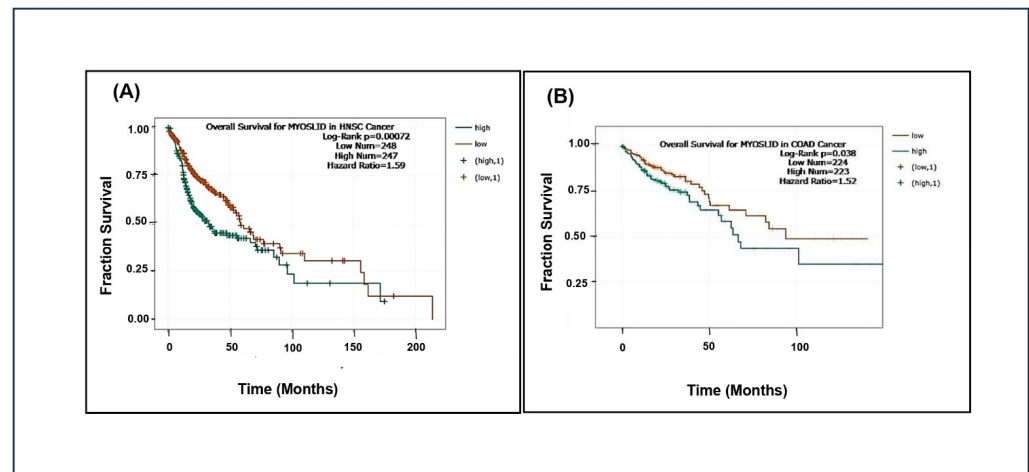 (A)
Overall Survival for MYOSLID in HNSC Cancer
Log-Rank p=0.00072
Low Num=248
High Num=247
Hazard Ratio=1.59
high
low
(high,1)
(low,1)
Fraction Survival
1.00
0.75
0.50
0.25
0.00
0
50
100
150
200
Time (Months)
(B)
Overall Survival for MYOSLID in COAD Cancer
Log-Rank p=0.038
Low Num=224
High Num=223
Hazard Ratio=1.52
low
high
(low,1)
(high,1)
Fraction Survival
1.00
0.75
0.50
0.25
0
50
100
Time (Months)